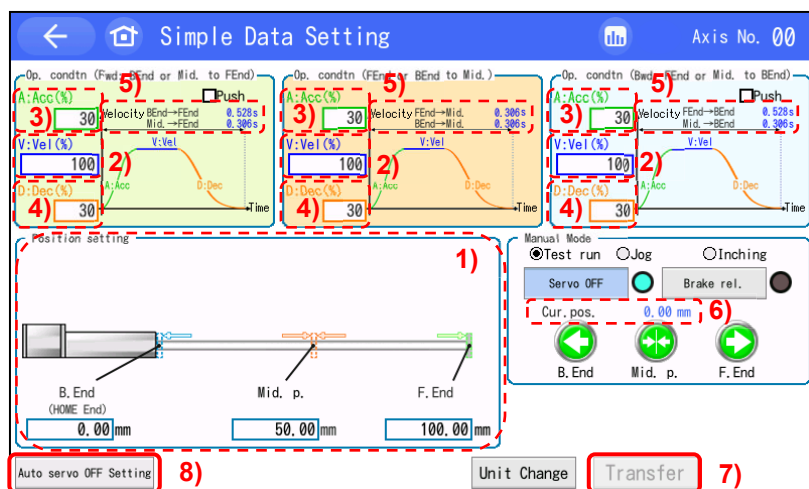 Simple Data Setting Axis No. 00
Op. condtn (Fwd: BEnd or Mid. to FEnd)
5)
A:Acc(%)
Push
3) 30
Velocity BEnd→FEnd 0.528s
Mid. →FEnd 0.306s
V:Vel(%)
V:Vel
100
2)
A:Acc
D:Dec
D:Dec(%)
4) 30
Time
Op. condtn (FEnd or BEnd to Mid.)
5)
A:Acc(%)
3) 30
Velocity FEnd→Mid. 0.306s
BEnd→Mid. 0.306s
V:Vel(%)
V:Vel
100
2)
A:Acc
D:Dec
D:Dec(%)
4) 30
Time
Op. condtn (Bwd: FEnd or Mid. to BEnd)
5)
A:Acc(%)
Push
3) 30
Velocity FEnd→BEnd 0.528s
Mid. →BEnd 0.306s
V:Vel(%)
V:Vel
100
2)
A:Acc
D:Dec
D:Dec(%)
4) 30
Time
Position setting
1)
B.End Mid. p. F.End
(HOME End)
0.00 mm 50.00 mm 100.00 mm
Manual Mode
Test run Jog Inching
Servo OFF Brake rel.
Cur.pos. 0.00 mm 6)
B.End Mid. p. F.End
Auto servo OFF Setting 8) Unit Change Transfer 7)